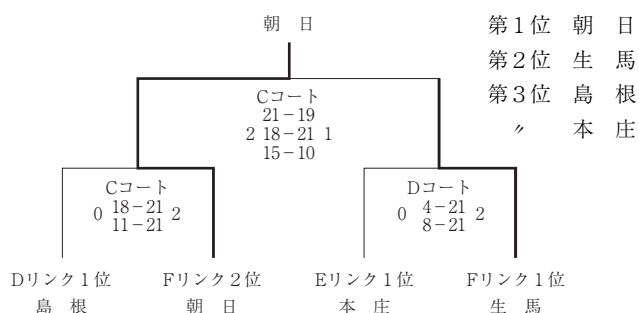 朝 日
第1位 朝 日
第2位 生 馬
第3位 島 根
〃 本 庄
Cコート
21-19
2 18-21 1
15-10
Cコート
0 18-21 2
11-21
Dコート
0 4-21 2
8-21
Dリンク1位 Fリンク2位 Eリンク1位 Fリンク1位
島 根 朝 日 本 庄 生 馬